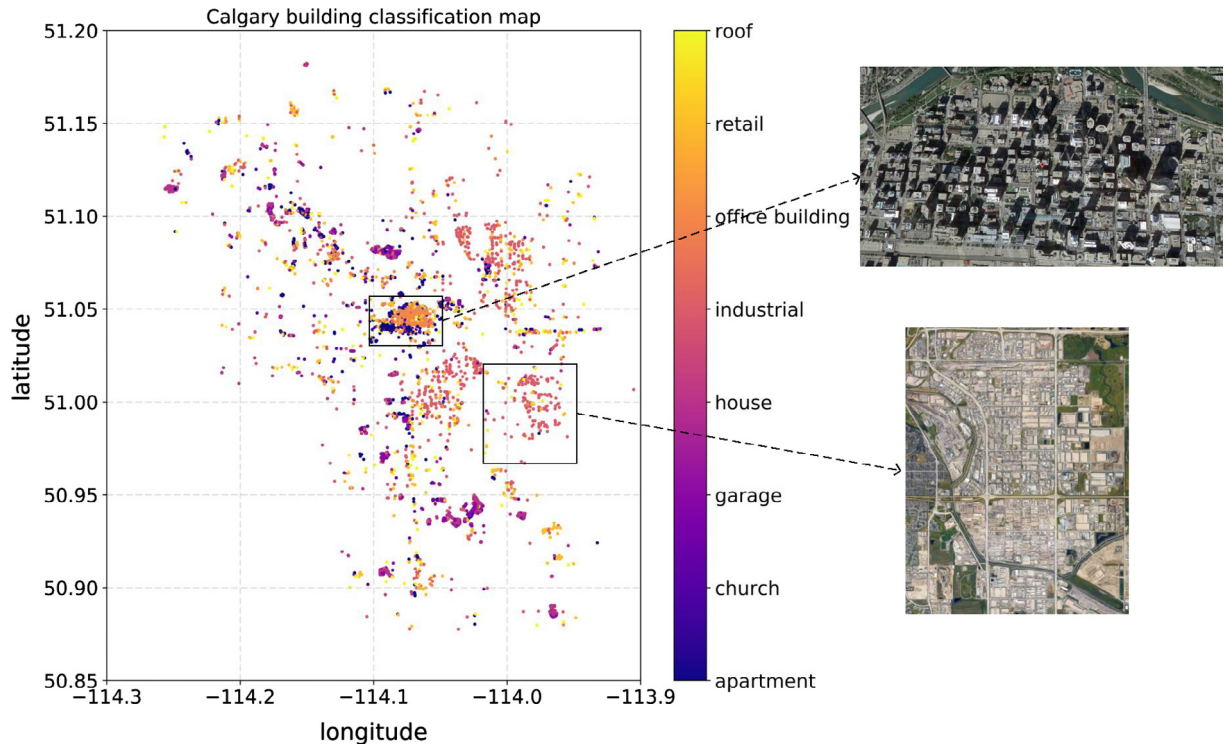 Calgary building classification map
51.20
51.15
51.10
51.05
51.00
50.95
50.90
50.85
latitude
−114.3
−114.2
−114.1
−114.0
−113.9
longitude
roof
retail
office building
industrial
house
garage
church
apartment